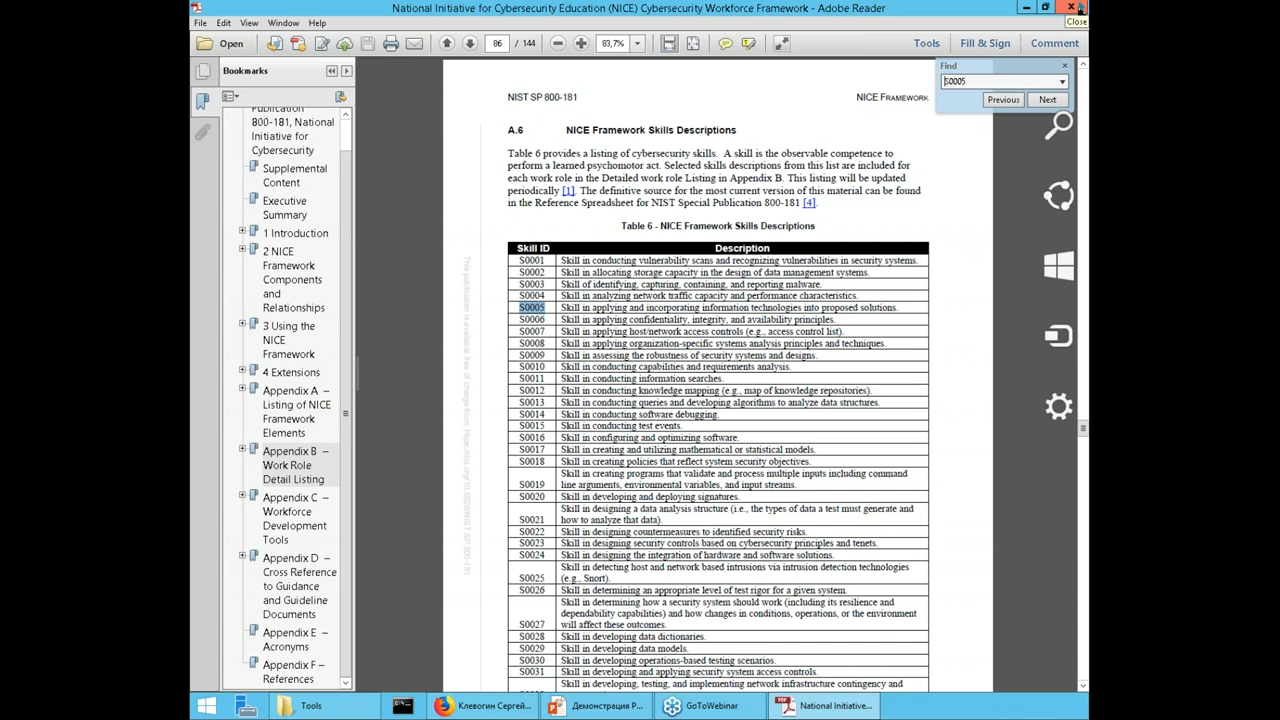 National Initiative for Cybersecurity Education (NICE) Cybersecurity Workforce Framework - Adobe Reader
Close
File Edit View Window Help
Open
86 / 144
83,7%
Tools Fill & Sign Comment
Bookmarks
Publication
800-181, National
Initiative for
Cybersecurity
Supplemental
Content
Executive
Summary
1 Introduction
2 NICE
Framework
Components
and
Relationships
3 Using the
NICE
Framework
4 Extensions
Appendix A –
Listing of NICE
Framework
Elements
Appendix B –
Work Role
Detail Listing
Appendix C –
Workforce
Development
Tools
Appendix D –
Cross Reference
to Guidance
and Guideline
Documents
Appendix E –
Acronyms
Appendix F –
References
Find
S0005
Previous Next
NIST SP 800-181 NICE FRAMEWORK
A.6 NICE Framework Skills Descriptions
Table 6 provides a listing of cybersecurity skills. A skill is the observable competence to
perform a learned psychomotor act. Selected skills descriptions from this list are included for
each work role in the Detailed work role Listing in Appendix B. This listing will be updated
periodically [1]. The definitive source for the most current version of this material can be found
in the Reference Spreadsheet for NIST Special Publication 800-181 [4].
Table 6 - NICE Framework Skills Descriptions
Skill ID Description
S0001 Skill in conducting vulnerability scans and recognizing vulnerabilities in security systems.
S0002 Skill in allocating storage capacity in the design of data management systems.
S0003 Skill of identifying, capturing, containing, and reporting malware.
S0004 Skill in analyzing network traffic capacity and performance characteristics.
S0005 Skill in applying and incorporating information technologies into proposed solutions.
S0006 Skill in applying confidentiality, integrity, and availability principles.
S0007 Skill in applying host/network access controls (e.g., access control list).
S0008 Skill in applying organization-specific systems analysis principles and techniques.
S0009 Skill in assessing the robustness of security systems and designs.
S0010 Skill in conducting capabilities and requirements analysis.
S0011 Skill in conducting information searches.
S0012 Skill in conducting knowledge mapping (e.g., map of knowledge repositories).
S0013 Skill in conducting queries and developing algorithms to analyze data structures.
S0014 Skill in conducting software debugging.
S0015 Skill in conducting test events.
S0016 Skill in configuring and optimizing software.
S0017 Skill in creating and utilizing mathematical or statistical models.
S0018 Skill in creating policies that reflect system security objectives.
S0019 Skill in creating programs that validate and process multiple inputs including command
line arguments, environmental variables, and input streams.
S0020 Skill in developing and deploying signatures.
S0021 Skill in designing a data analysis structure (i.e., the types of data a test must generate and
how to analyze that data).
S0022 Skill in designing countermeasures to identified security risks.
S0023 Skill in designing security controls based on cybersecurity principles and tenets.
S0024 Skill in designing the integration of hardware and software solutions.
S0025 Skill in detecting host and network based intrusions via intrusion detection technologies
(e.g., Snort).
S0026 Skill in determining an appropriate level of test rigor for a given system.
S0027 Skill in determining how a security system should work (including its resilience and
dependability capabilities) and how changes in conditions, operations, or the environment
will affect these outcomes.
S0028 Skill in developing data dictionaries.
S0029 Skill in developing data models.
S0030 Skill in developing operations-based testing scenarios.
S0031 Skill in developing and applying security system access controls.
Skill in developing, testing, and implementing network infrastructure contingency and
This publication is available free of charge from: https://doi.org/10.6028/NIST.SP.800-181
Tools
Клевогин Сергей...
Демонстрация Р...
GoToWebinar
National Initiative...